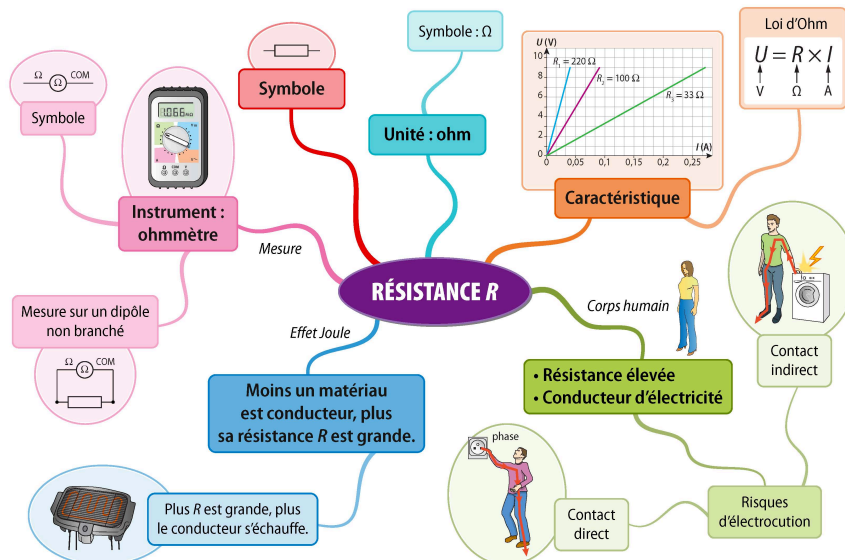 RÉSISTANCE R
Mesure
Instrument :
ohmmètre
1.066
Ω COM
Ω
Symbole
Mesure sur un dipôle
non branché
Ω COM
Ω
Symbole
Unité : ohm
Symbole : Ω
Caractéristique
U (V)
10
8
6
4
2
0
0
0,05
0,1
0,15
0,2
0,25
I (A)
R1 = 220 Ω
R2 = 100 Ω
R3 = 33 Ω
Loi d'Ohm
U = R × I
V Ω A
Corps humain
• Résistance élevée
• Conducteur d'électricité
Risques
d'électrocution
Contact
indirect
Contact
direct
phase
Effet Joule
Moins un matériau
est conducteur, plus
sa résistance R est grande.
Plus R est grande, plus
le conducteur s'échauffe.